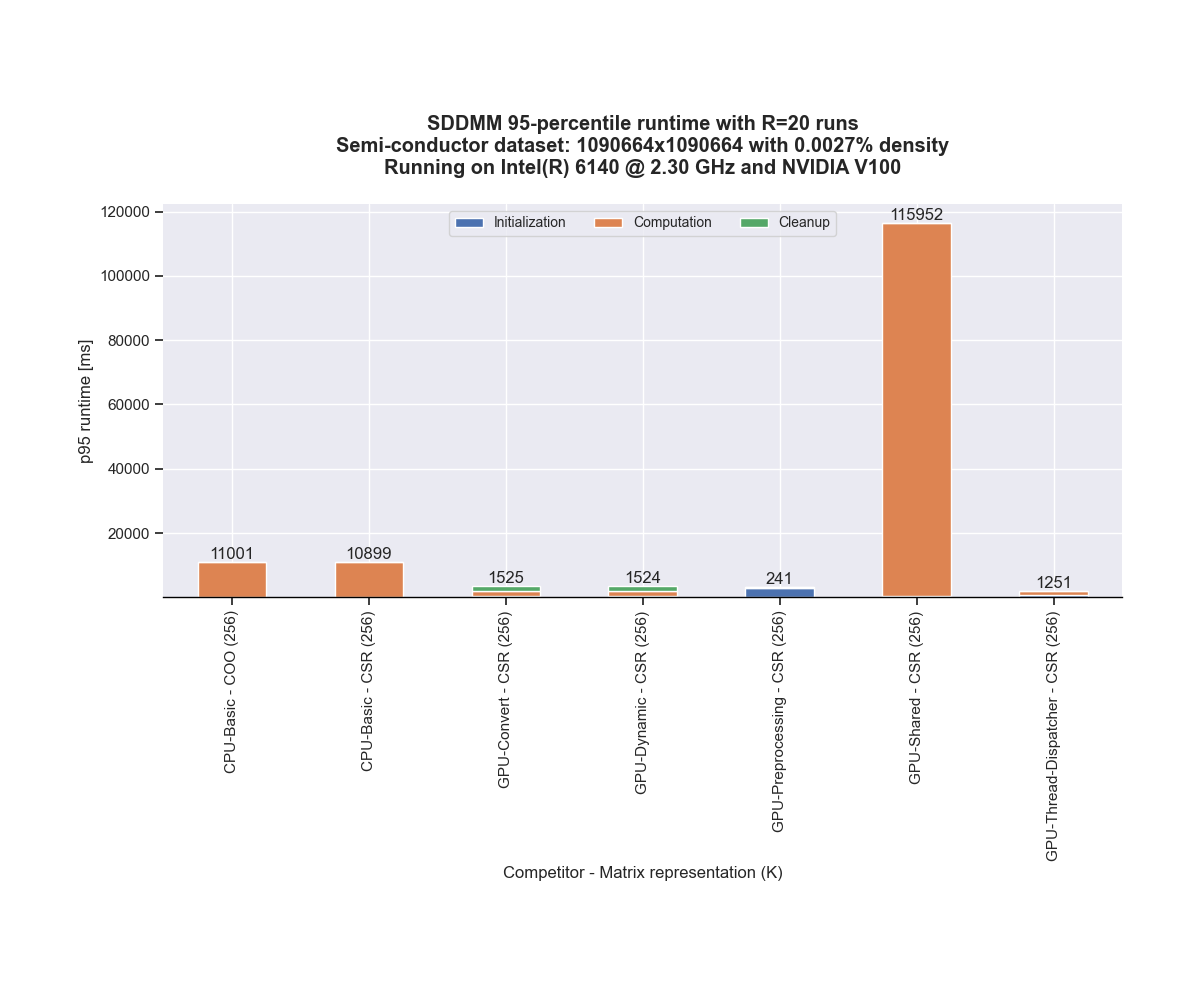 SDDMM 95-percentile runtime with R=20 runs
Semi-conductor dataset: 1090664x1090664 with 0.0027% density
Running on Intel(R) 6140 @ 2.30 GHz and NVIDIA V100
Initialization Computation Cleanup
p95 runtime [ms]
120000
100000
80000
60000
40000
20000
11001
10899
1525
1524
241
115952
1251
CPU-Basic - COO (256)
CPU-Basic - CSR (256)
GPU-Convert - CSR (256)
GPU-Dynamic - CSR (256)
GPU-Preprocessing - CSR (256)
GPU-Shared - CSR (256)
GPU-Thread-Dispatcher - CSR (256)
Competitor - Matrix representation (K)